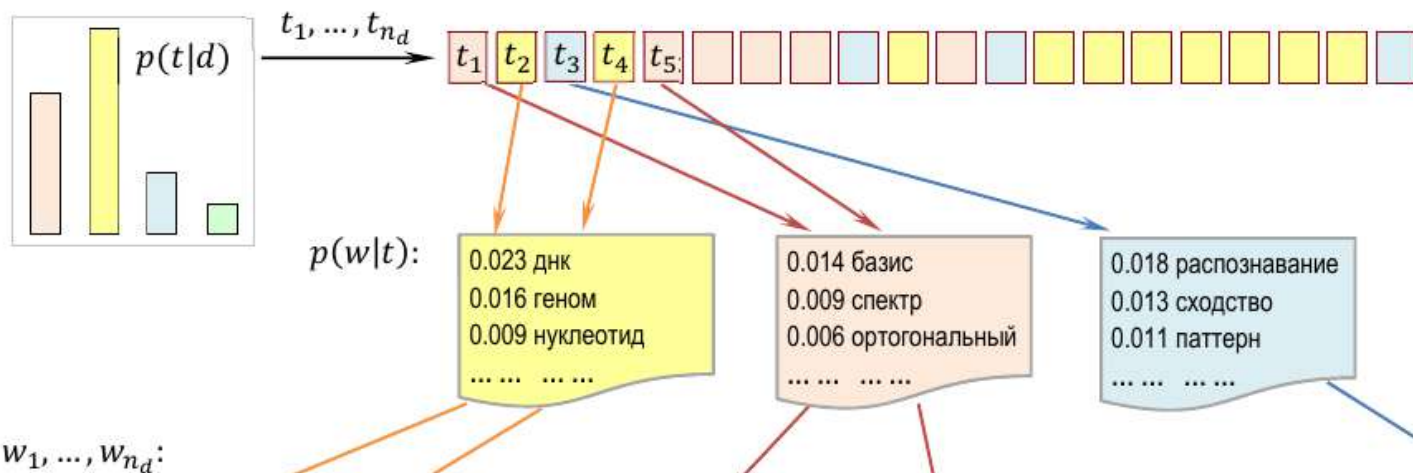 t₁, …, t_{n_d}
p(t|d)
t₁ t₂ t₃ t₄ t₅:
p(w|t):
0.023 днк
0.016 геном
0.009 нуклеотид
... ... ... ...
0.014 базис
0.009 спектр
0.006 ортогональный
... ... ... ...
0.018 распознавание
0.013 сходство
0.011 паттерн
... ... ... ...
w₁, …, w_{n_d}: